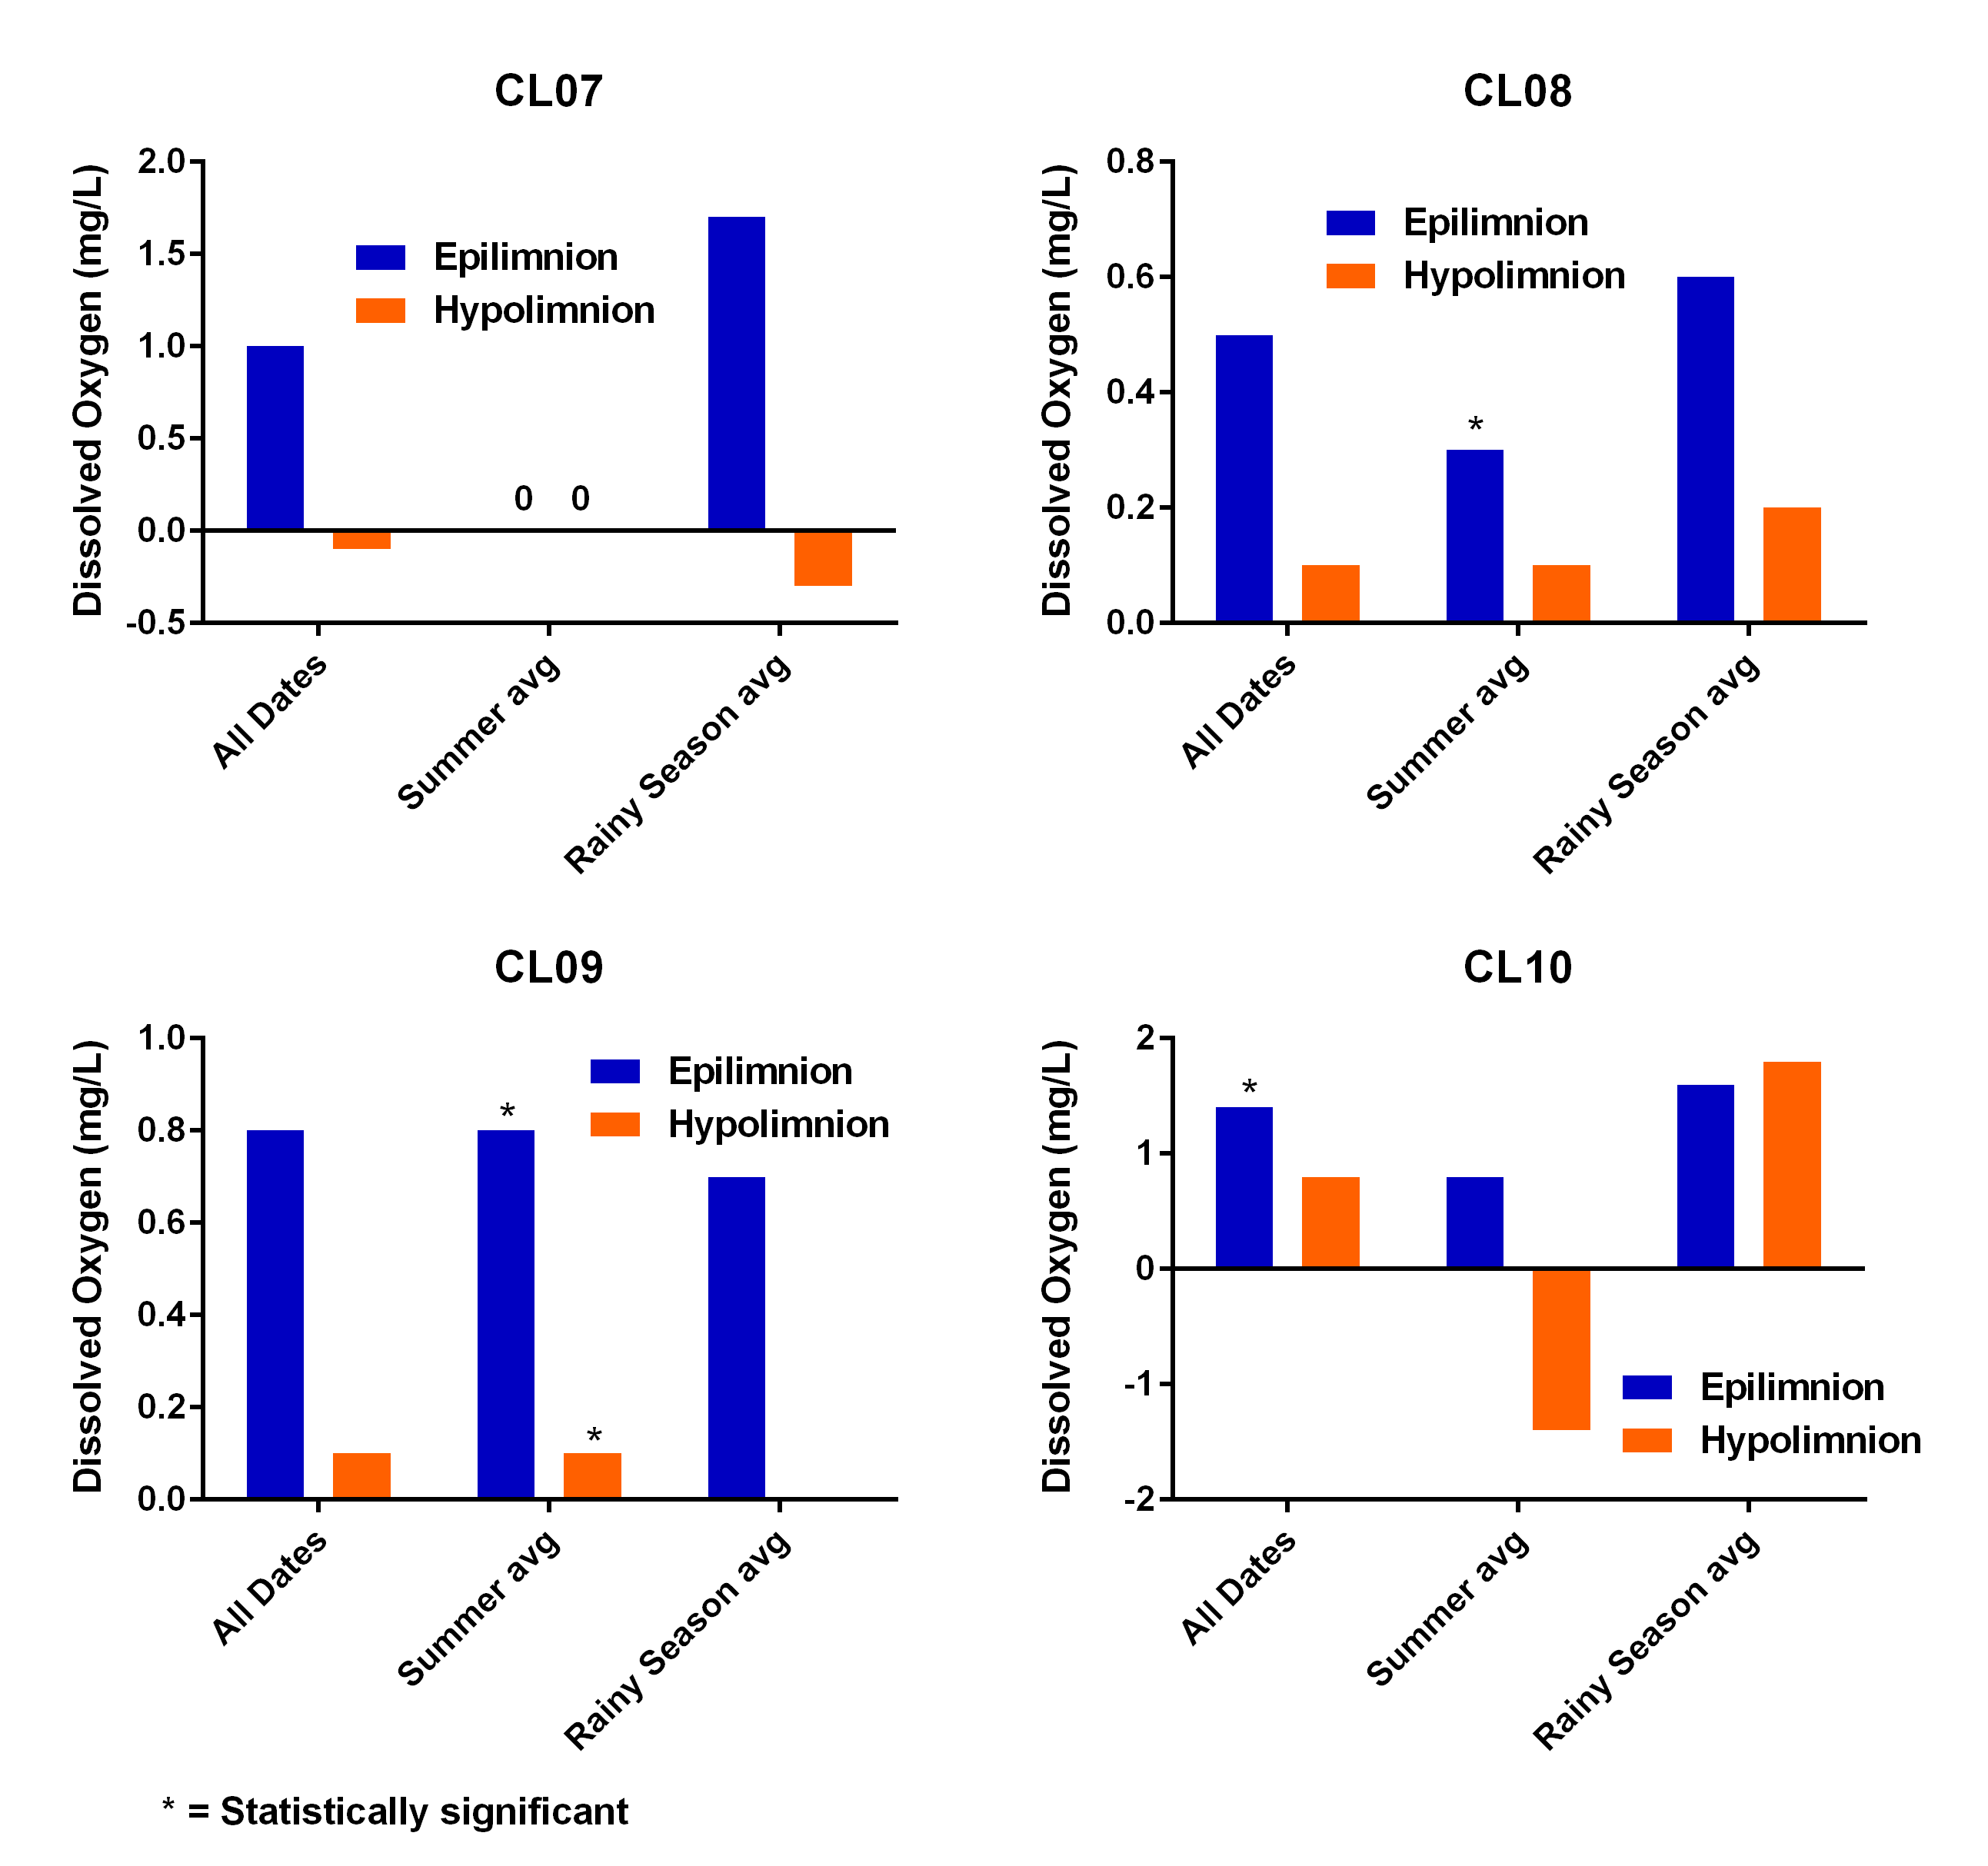 CL07
Dissolved Oxygen (mg/L)
2.0
1.5
1.0
0.5
0.0
-0.5
Epilimnion
Hypolimnion
0 0
All Dates
Summer avg
Rainy Season avg
CL08
Dissolved Oxygen (mg/L)
0.8
0.6
0.4
0.2
0.0
Epilimnion
Hypolimnion
*
All Dates
Summer avg
Rainy Season avg
CL09
Dissolved Oxygen (mg/L)
1.0
0.8
0.6
0.4
0.2
0.0
Epilimnion
Hypolimnion
*
*
All Dates
Summer avg
Rainy Season avg
CL10
Dissolved Oxygen (mg/L)
2
1
0
-1
-2
*
Epilimnion
Hypolimnion
All Dates
Summer avg
Rainy Season avg
* = Statistically significant